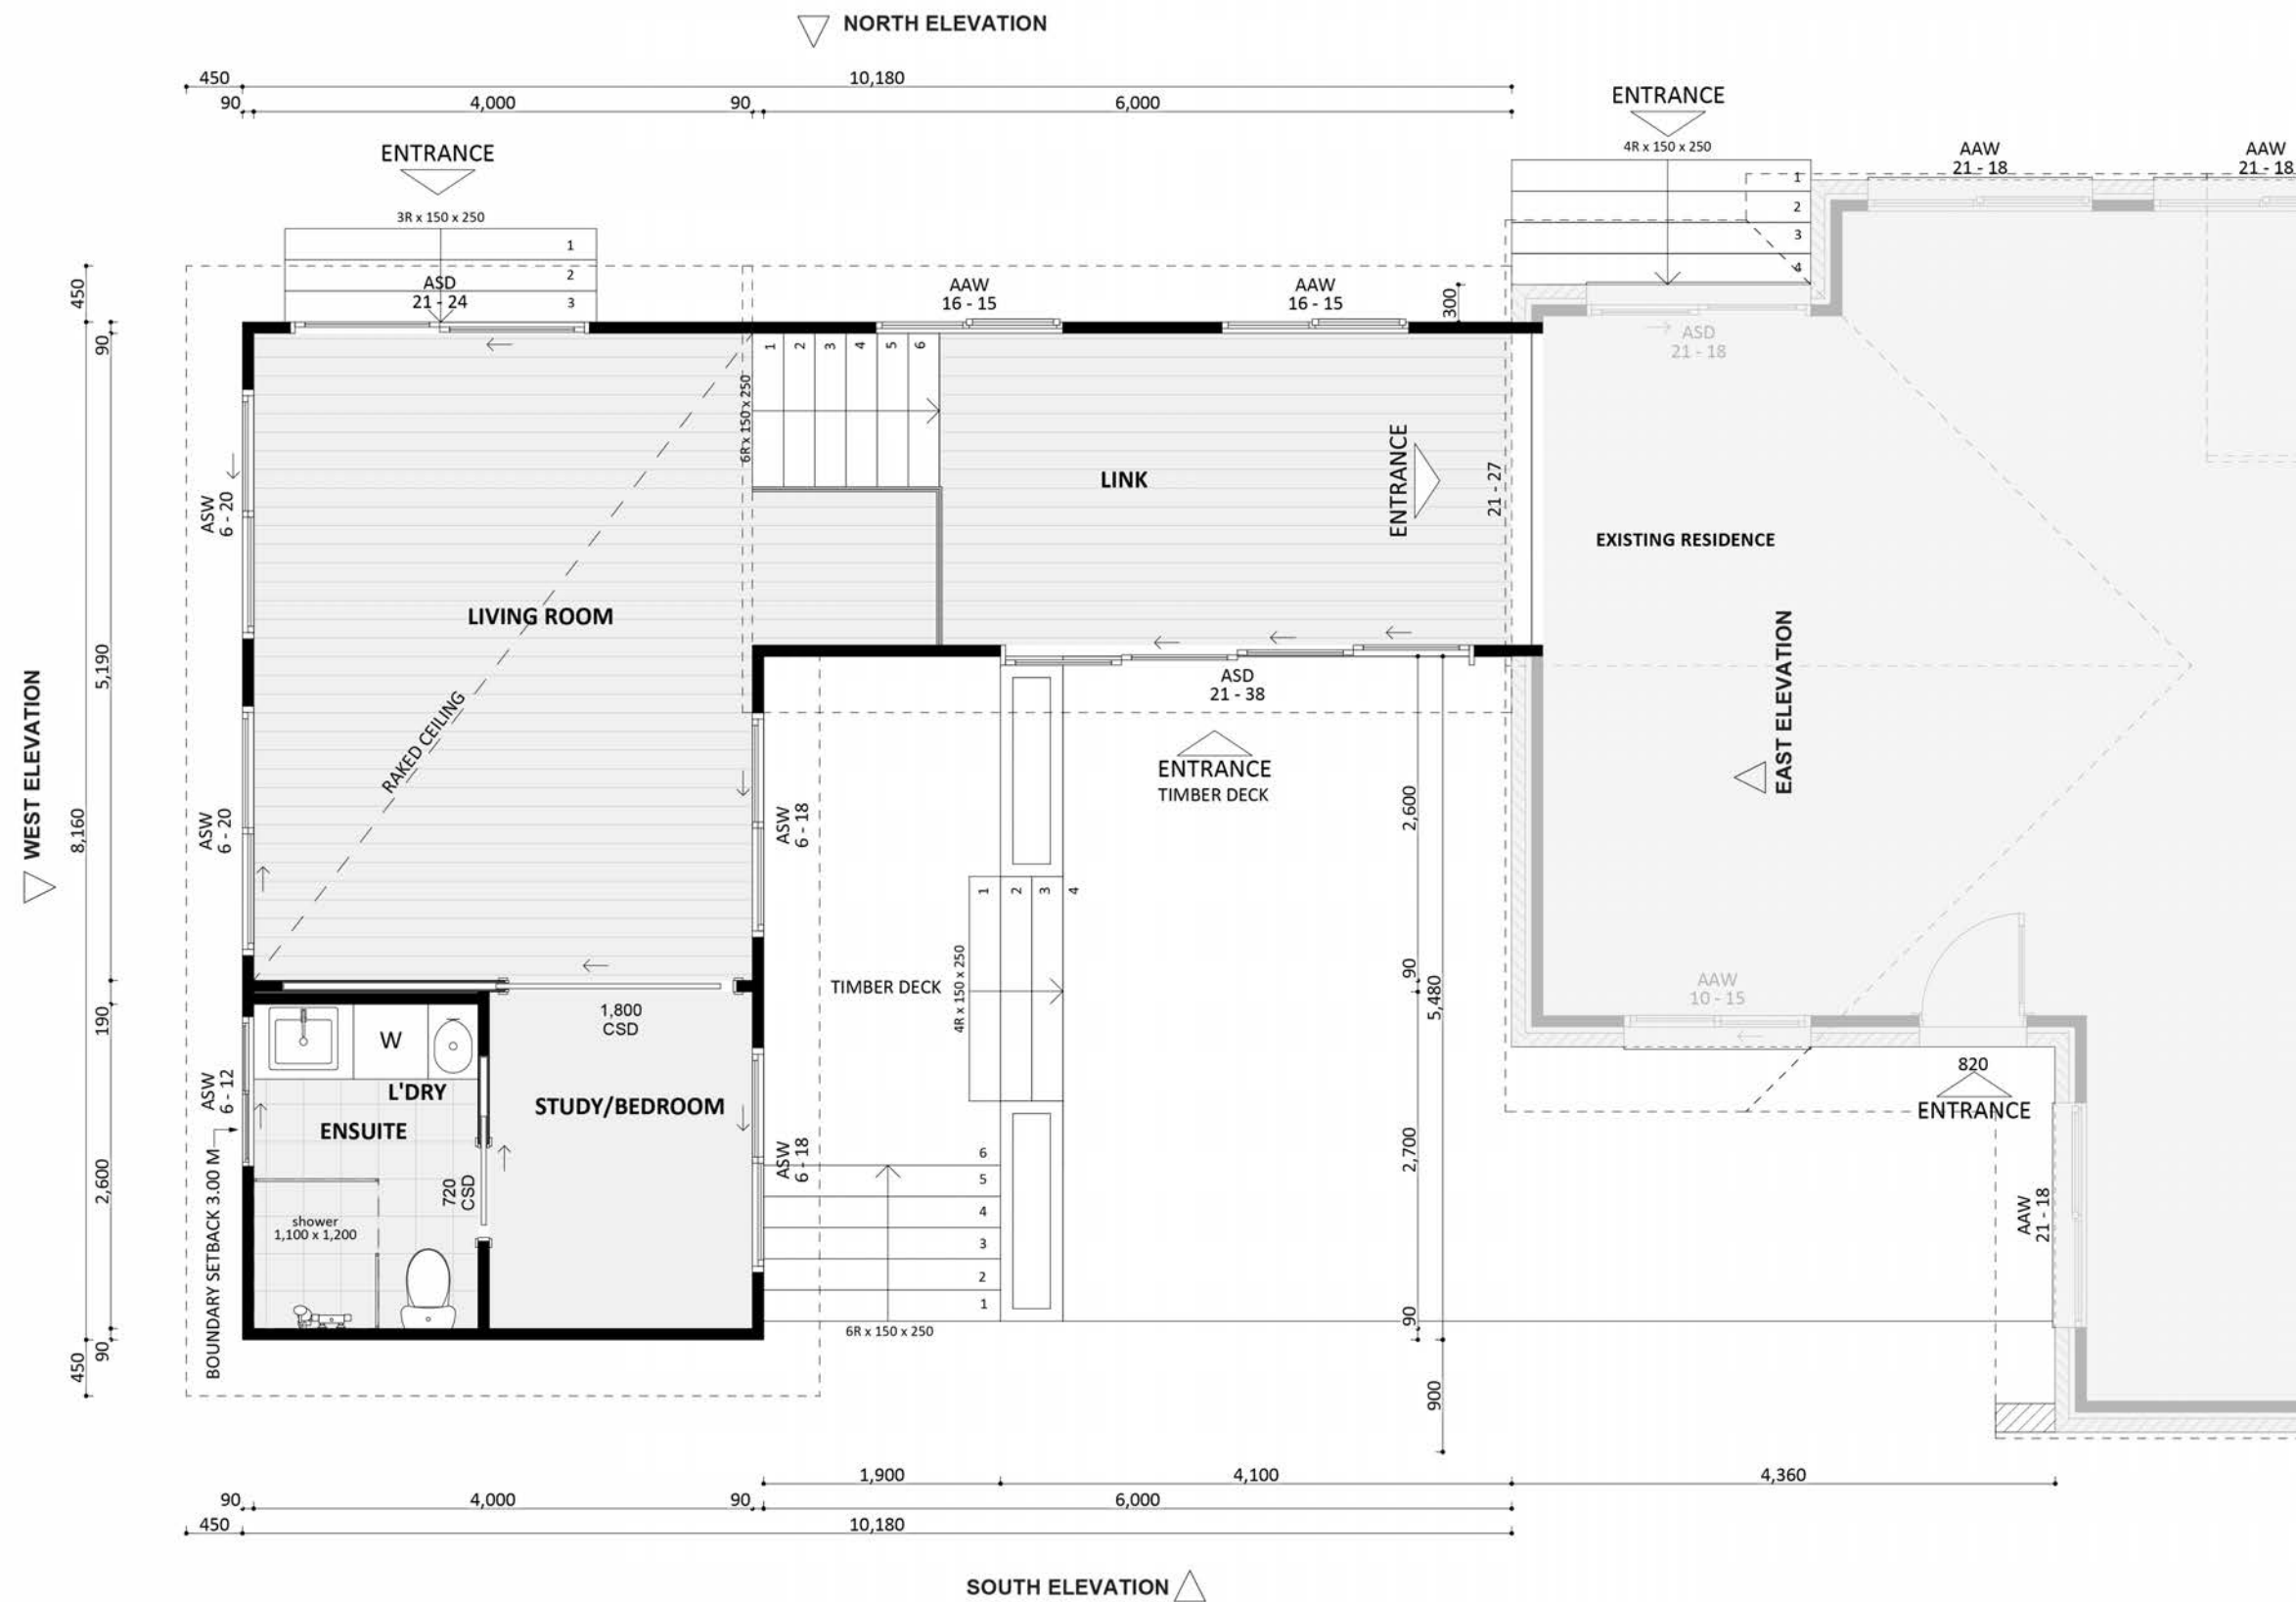 NORTH ELEVATION
450
10,180
90
4,000
90
6,000
ENTRANCE
4R x 150 x 250
AAW
21 - 18
AAW
21 - 18
ENTRANCE
3R x 150 x 250
1
2
3
ASD
21 - 24
1
2
3
4
AAW
16 - 15
AAW
16 - 15
300
ASD
21 - 18
450
90
5,190
8,160
190
2,600
90
450
WEST ELEVATION
ASW
6 - 20
ASW
6 - 20
ASW
6 - 12
BOUNDARY SETBACK 3.00 M
1
2
3
4
5
6
6R x 150 x 250
LINK
ENTRANCE
21 - 27
EXISTING RESIDENCE
LIVING ROOM
RAKED CEILING
EAST ELEVATION
ASD
21 - 38
ENTRANCE
TIMBER DECK
ASW
6 - 18
2,600
90
5,480
2,700
90
900
1
2
3
4
TIMBER DECK
4R x 150 x 250
1,800
CSD
W
L'DRY
ENSUITE
STUDY/BEDROOM
720
CSD
shower
1,100 x 1,200
ASW
6 - 18
6
5
4
3
2
1
6R x 150 x 250
AAW
10 - 15
820
ENTRANCE
AAW
21 - 18
1,900
4,100
4,360
90
4,000
90
6,000
450
10,180
SOUTH ELEVATION